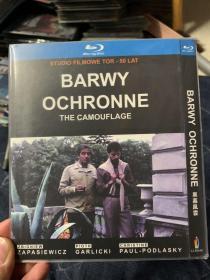 Blu-ray Disc
STUDIO FILMOWE TOR - 50 LAT
BARWY
OCHRONNE
THE CAMOUFLAGE
ZBIGNIEW
ZAPASIEWICZ
PIOTR
GARLICKI
CHRISTINE
PAUL-PODLASKY
BARWY OCHRONNE